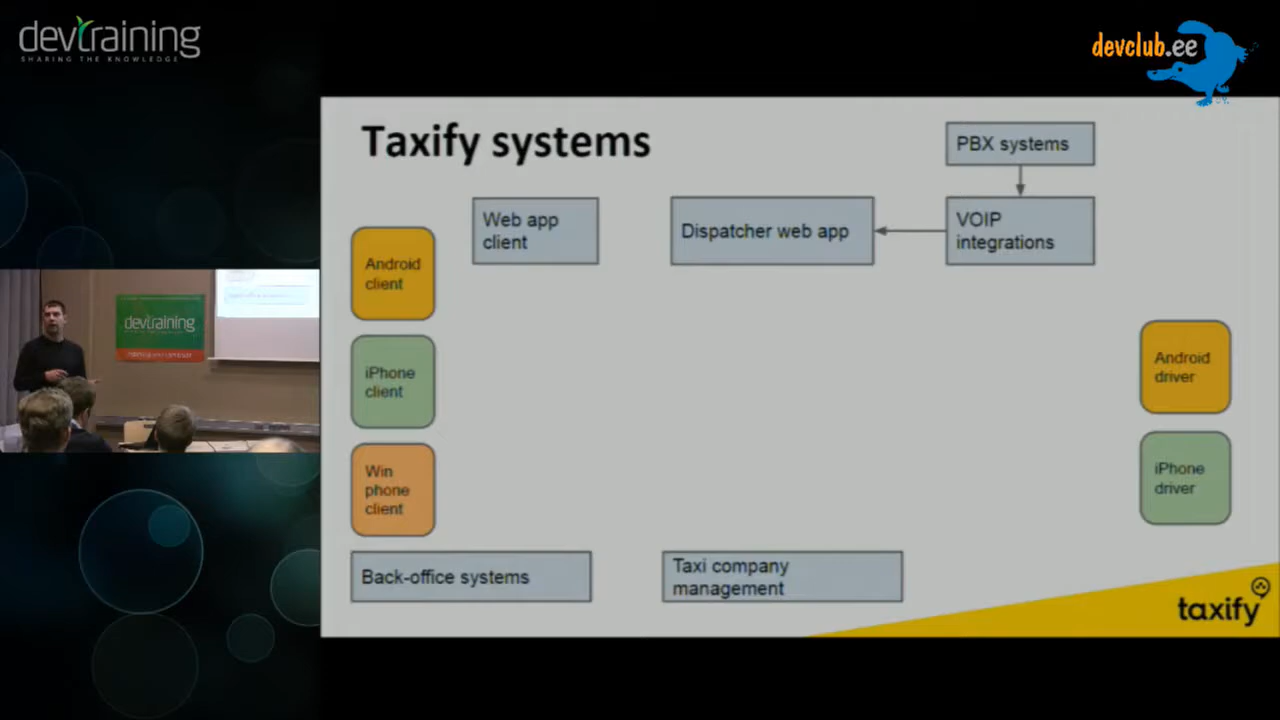 devtraining
SHARING THE KNOWLEDGE
devclub.ee
Taxify systems
PBX systems
Web app
client
Dispatcher web app
VOIP
integrations
Android
client
iPhone
client
Win
phone
client
Android
driver
iPhone
driver
Back-office systems
Taxi company
management
taxify
devtraining